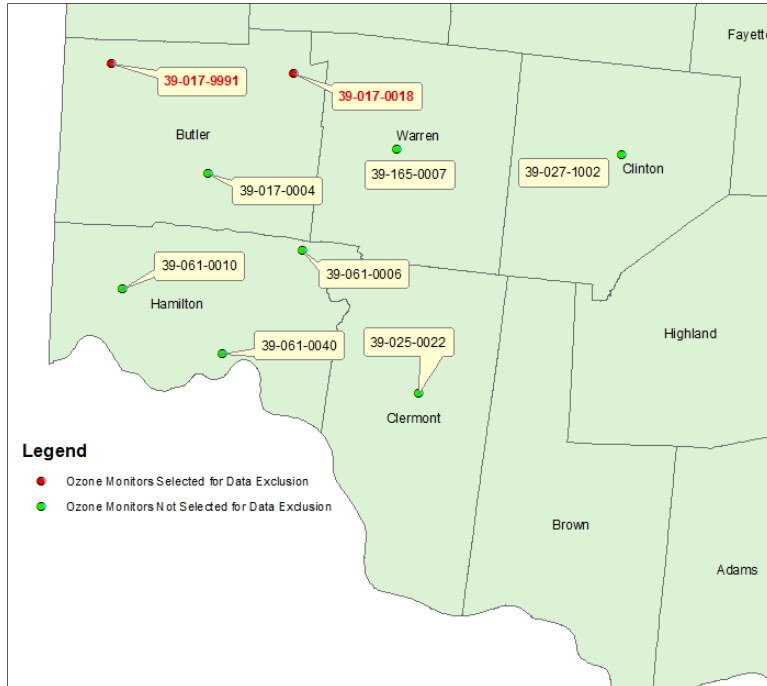 Fayette
39-017-9991
39-017-0018
Butler
Warren
39-165-0007
39-027-1002
Clinton
39-017-0004
39-061-0010
39-061-0006
Hamilton
Highland
39-061-0040
39-025-0022
Clermont
Legend
Ozone Monitors Selected for Data Exclusion
Ozone Monitors Not Selected for Data Exclusion
Brown
Adams